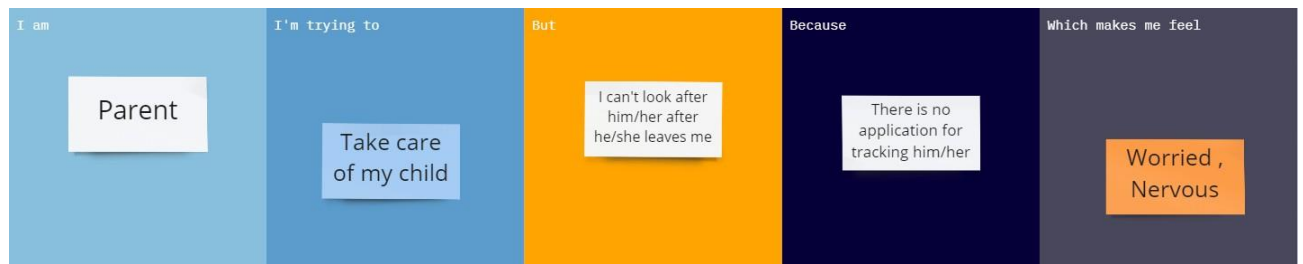 I am
Parent
I'm trying to
Take care
of my child
But
I can't look after
him/her after
he/she leaves me
Because
There is no
application for
tracking him/her
Which makes me feel
Worried ,
Nervous